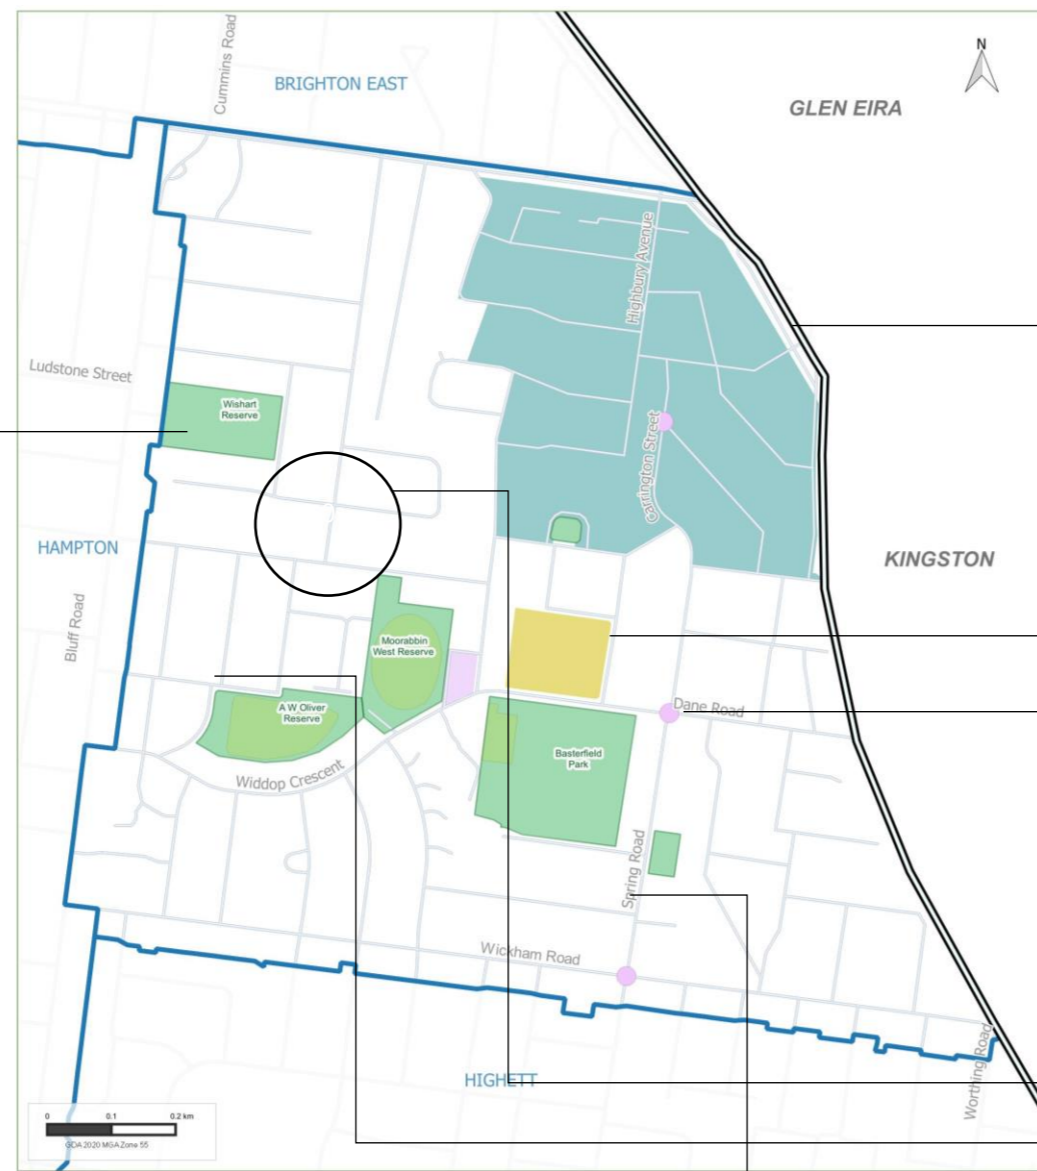 Cummins Road
BRIGHTON EAST
N
GLEN EIRA
Highbury Avenue
Ludstone Street
Wishart
Reserve
Carrington Street
HAMPTON
KINGSTON
Bluff Road
Moorabbin
West Reserve
A W Oliver
Reserve
Dane Road
Basterfield
Park
Widdop Crescent
Spring Road
Wickham Road
Worthing Road
HIGHETT
0 0.1 0.2 km
GDA 2020 MGA Zone 55